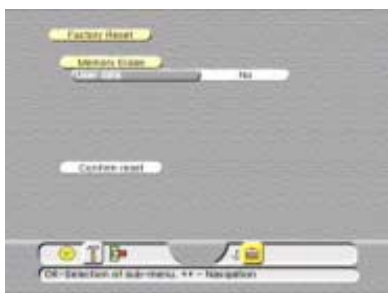 Factory Reset
Memory Erase
User data No
Confirm reset
OK-Selection of sub-menu, ++ - Navigation